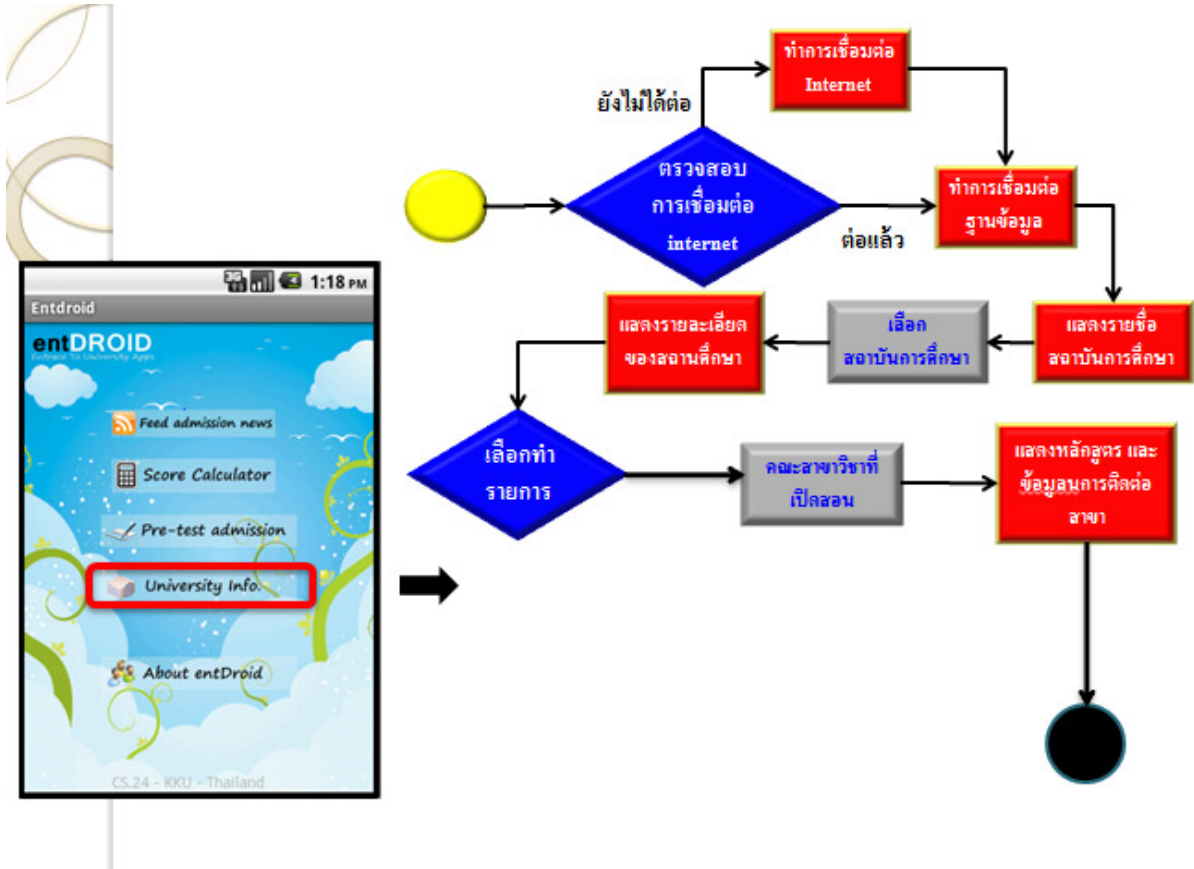 1:18 PM
Entdroid
entDROID
Entrace To University Apps
Feed admission news
Score Calculator
Pre-test admission
University Info.
About entDroid
CS.24 - KKU - Thailand
ทำการเชื่อมต่อ
Internet
ยังไม่ได้ต่อ
ตรวจสอบ
การเชื่อมต่อ
internet
ต่อแล้ว
ทำการเชื่อมต่อ
ฐานข้อมูล
แสดงรายชื่อ
สถาบันการศึกษา
เลือก
สถาบันการศึกษา
แสดงรายละเอียด
ของสถานศึกษา
เลือกทำ
รายการ
คณะสาขาวิชาที่
เปิดสอน
แสดงหลักสูตร และ
ข้อมูลนการติดต่อ
สาขา